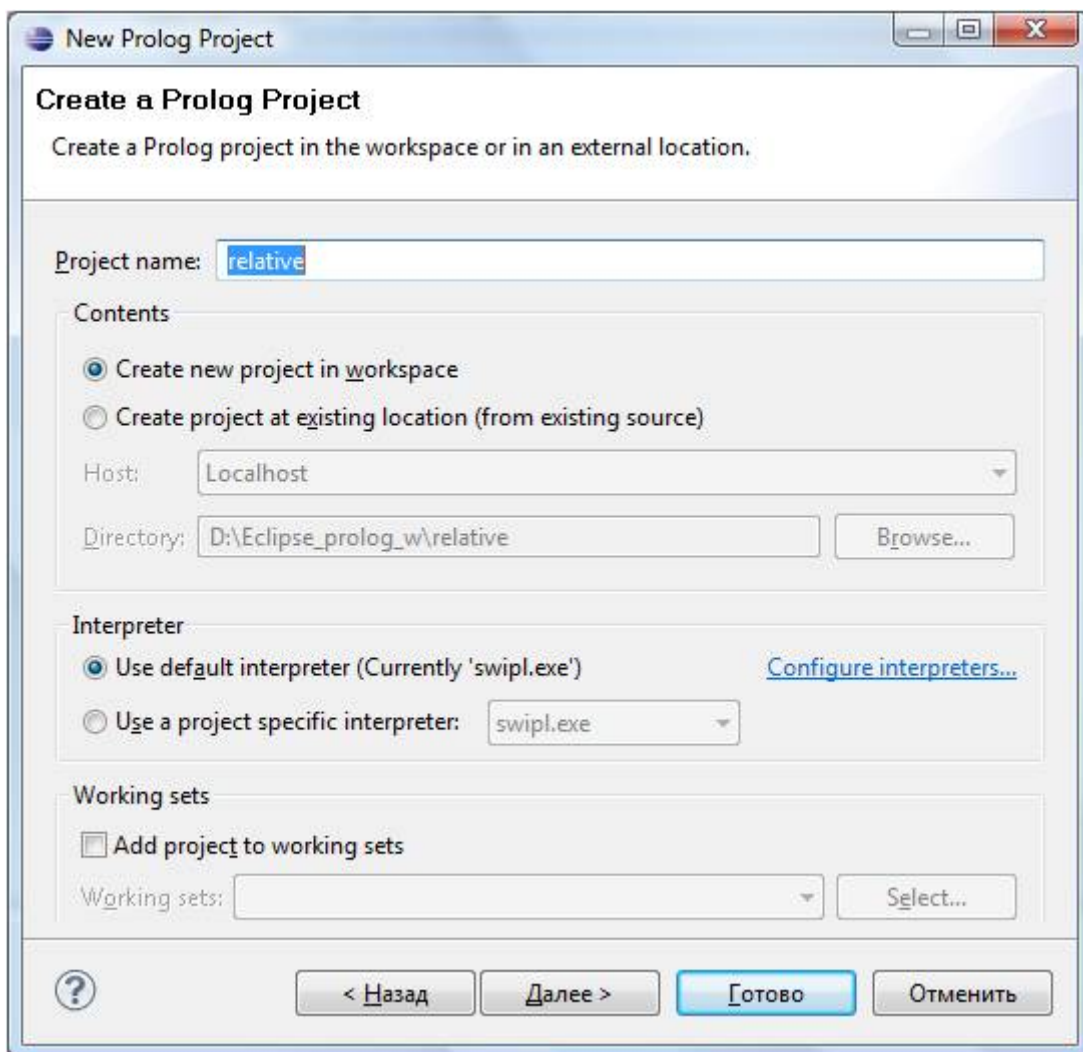 New Prolog Project
Create a Prolog Project
Create a Prolog project in the workspace or in an external location.
Project name: relative
Contents
Create new project in workspace
Create project at existing location (from existing source)
Host: Localhost
Directory: D:\Eclipse_prolog_w\relative Browse...
Interpreter
Use default interpreter (Currently 'swipl.exe') Configure interpreters...
Use a project specific interpreter: swipl.exe
Working sets
Add project to working sets
Working sets: Select...
? < Назад Далее > Готово Отменить